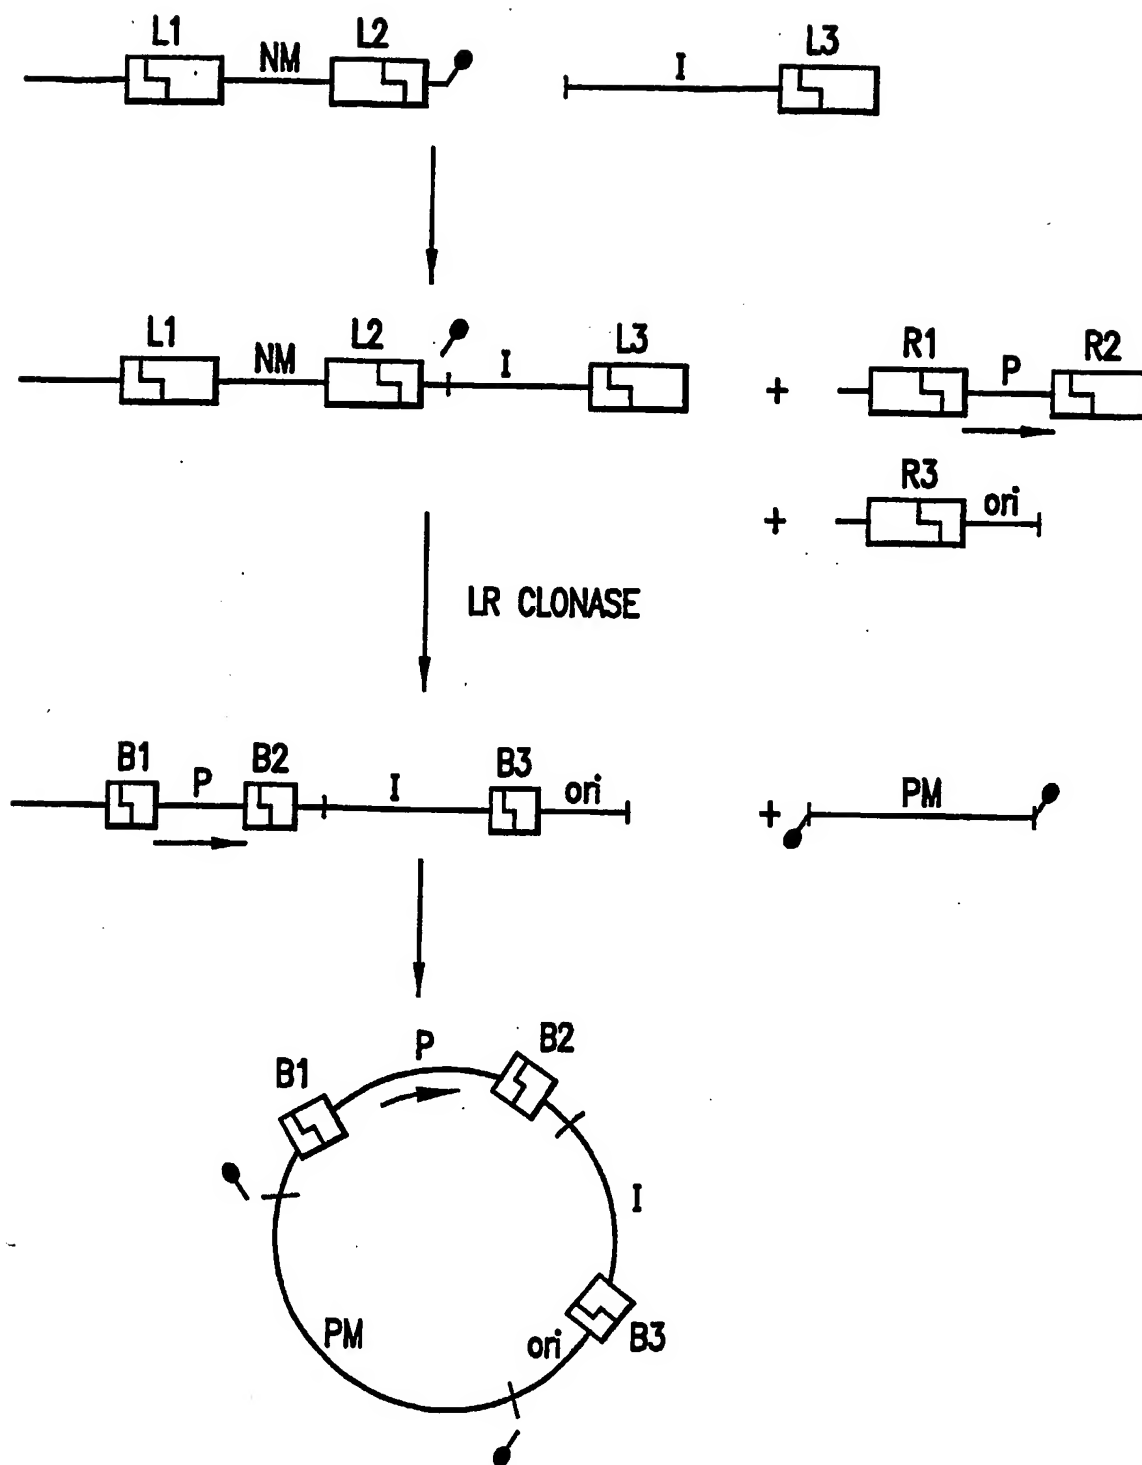 L1 NM L2 I L3
L1 NM L2 I L3 + R1 P R2
+ R3 ori
LR CLONASE
B1 P B2 I B3 ori + PM
P B2
B1
I
PM ori B3